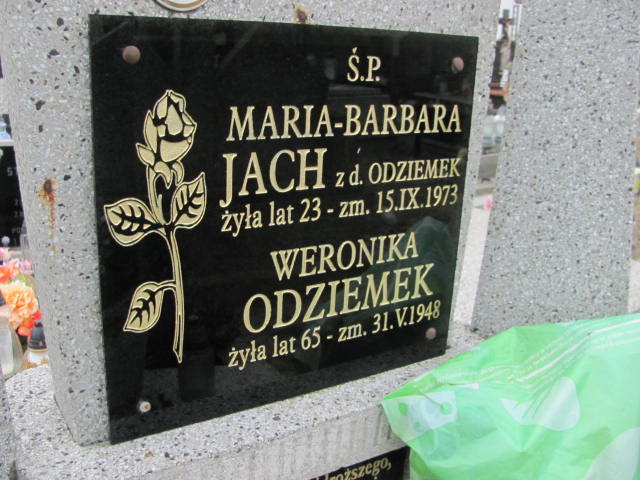 Ś.P.
MARIA-BARBARA
JACH z d. ODZIEMEK
żyła lat 23 - zm. 15.IX.1973
WERONIKA
ODZIEMEK
żyła lat 65 - zm. 31.V.1948